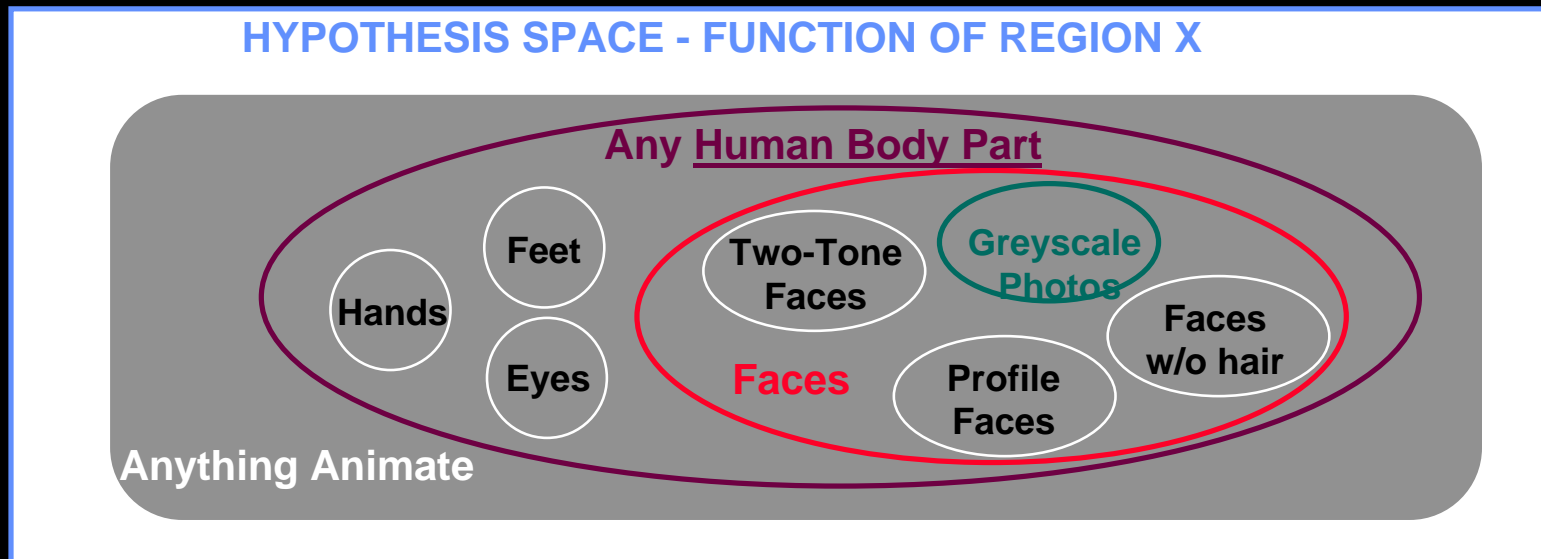 HYPOTHESIS SPACE - FUNCTION OF REGION X
Any Human Body Part
Feet
Hands
Eyes
Two-Tone
Faces
Greyscale
Photos
Faces
w/o hair
Faces
Profile
Faces
Anything Animate